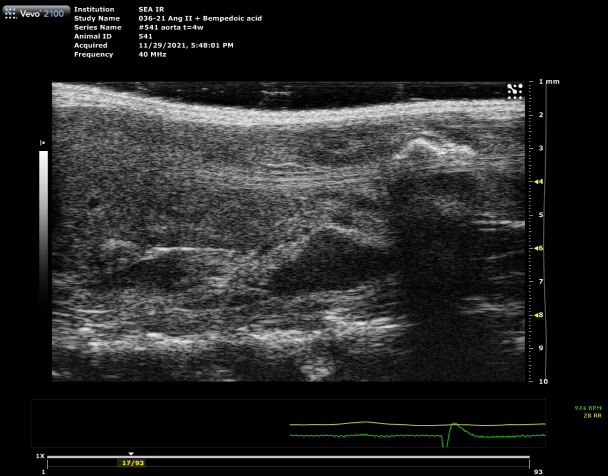 Vevo 2100
Institution SEA IR
Study Name 036-21 Ang II + Bempedoic acid
Series Name #541 aorta t=4w
Animal ID 541
Acquired 11/29/2021, 5:48:01 PM
Frequency 40 MHz
1 mm
2
3
4
5
6
7
8
9
10
974 BPM
28 RR
1X
17/93
1
93